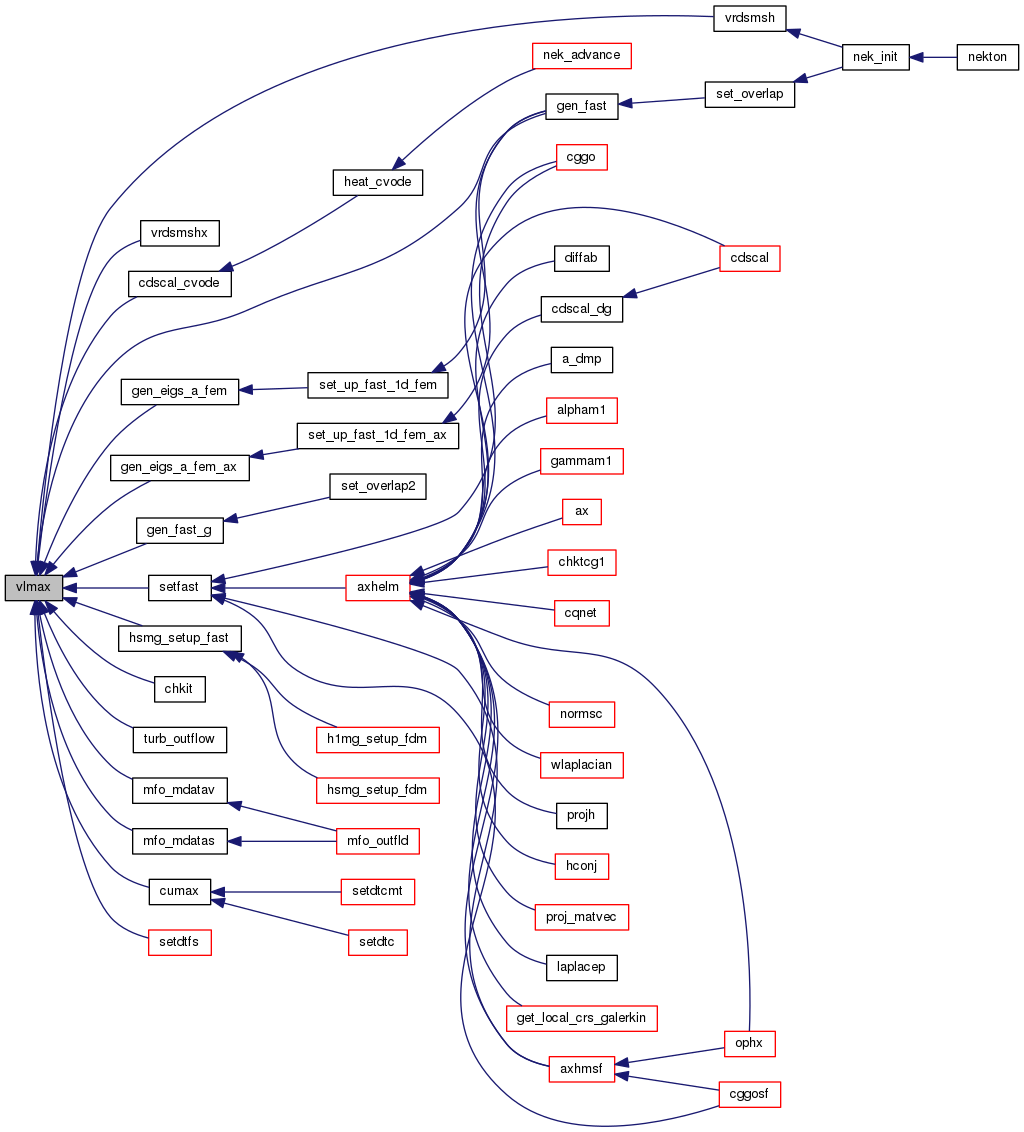 vrdsmsh
nek_advance
nek_init
nekton
set_overlap
gen_fast
cggo
heat_cvode
vrdsmshx
diffab
cdscal
cdscal_cvode
cdscal_dg
a_dmp
set_up_fast_1d_fem
gen_eigs_a_fem
alpham1
set_up_fast_1d_fem_ax
gen_eigs_a_fem_ax
gammam1
set_overlap2
ax
gen_fast_g
chktcg1
vlmax
setfast
axhelm
cqnet
hsmg_setup_fast
chkit
normsc
turb_outflow
h1mg_setup_fdm
wlaplacian
mfo_mdatav
hsmg_setup_fdm
projh
mfo_mdatas
mfo_outfld
hconj
cumax
setdtcmt
proj_matvec
setdtfs
setdtc
laplacep
get_local_crs_galerkin
ophx
axhmsf
cggosf